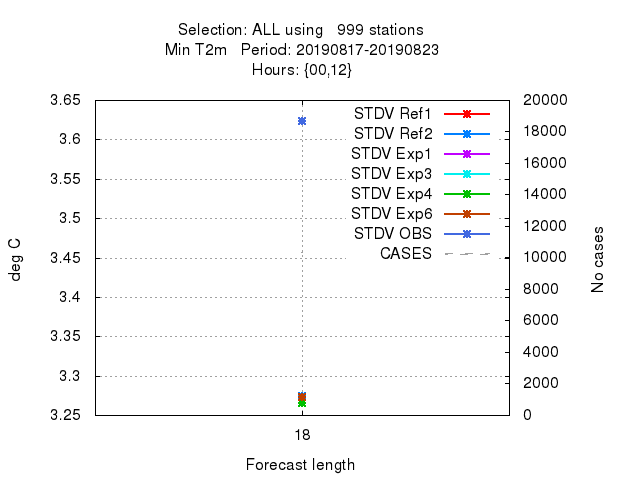 Selection: ALL using   999 stations
Min T2m   Period: 20190817-20190823
Hours: {00,12}
3.65
3.6
3.55
3.5
3.45
3.4
3.35
3.3
3.25
deg C
STDV Ref1
STDV Ref2
STDV Exp1
STDV Exp3
STDV Exp4
STDV Exp6
STDV OBS
CASES
20000
18000
16000
14000
12000
10000
8000
6000
4000
2000
0
No cases
18
Forecast length